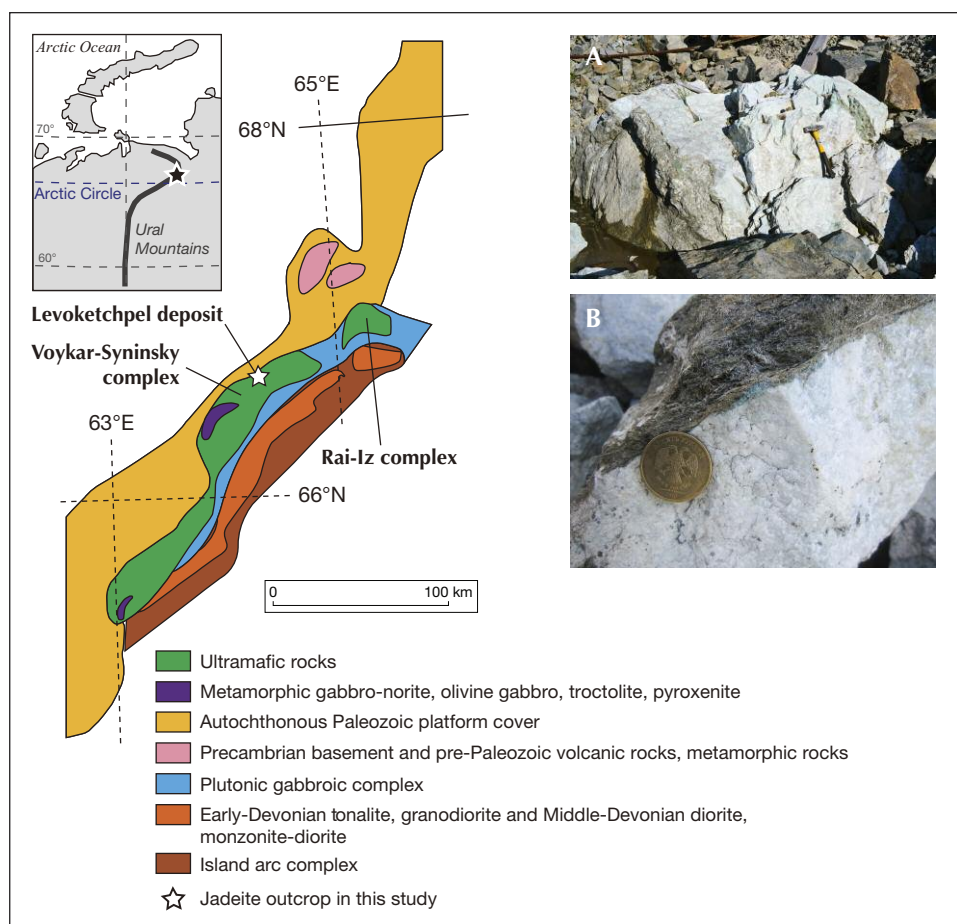 Arctic Ocean
70°
Arctic Circle
Ural
Mountains
60°
65°E
68°N
Levoketchpel deposit
Voykar-Syninsky
complex
63°E
Rai-Iz complex
66°N
0 100 km
Ultramafic rocks
Metamorphic gabbro-norite, olivine gabbro, troctolite, pyroxenite
Autochthonous Paleozoic platform cover
Precambrian basement and pre-Paleozoic volcanic rocks, metamorphic rocks
Plutonic gabbroic complex
Early-Devonian tonalite, granodiorite and Middle-Devonian diorite,
monzonite-diorite
Island arc complex
Jadeite outcrop in this study
A
B